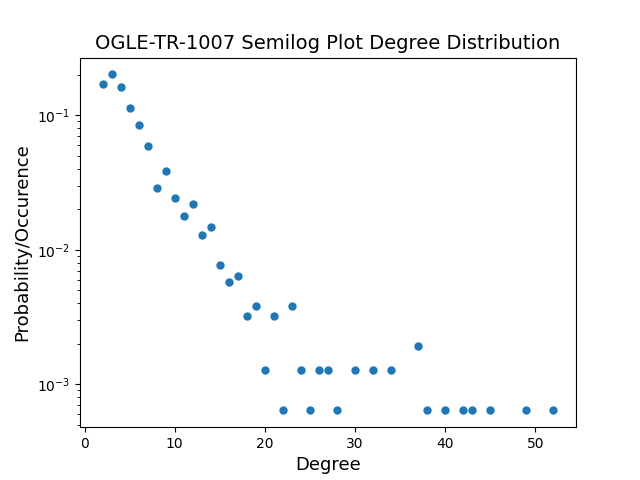 OGLE-TR-1007 Semilog Plot Degree Distribution
Probability/Occurence
10⁻¹
10⁻²
10⁻³
0 10 20 30 40 50
Degree